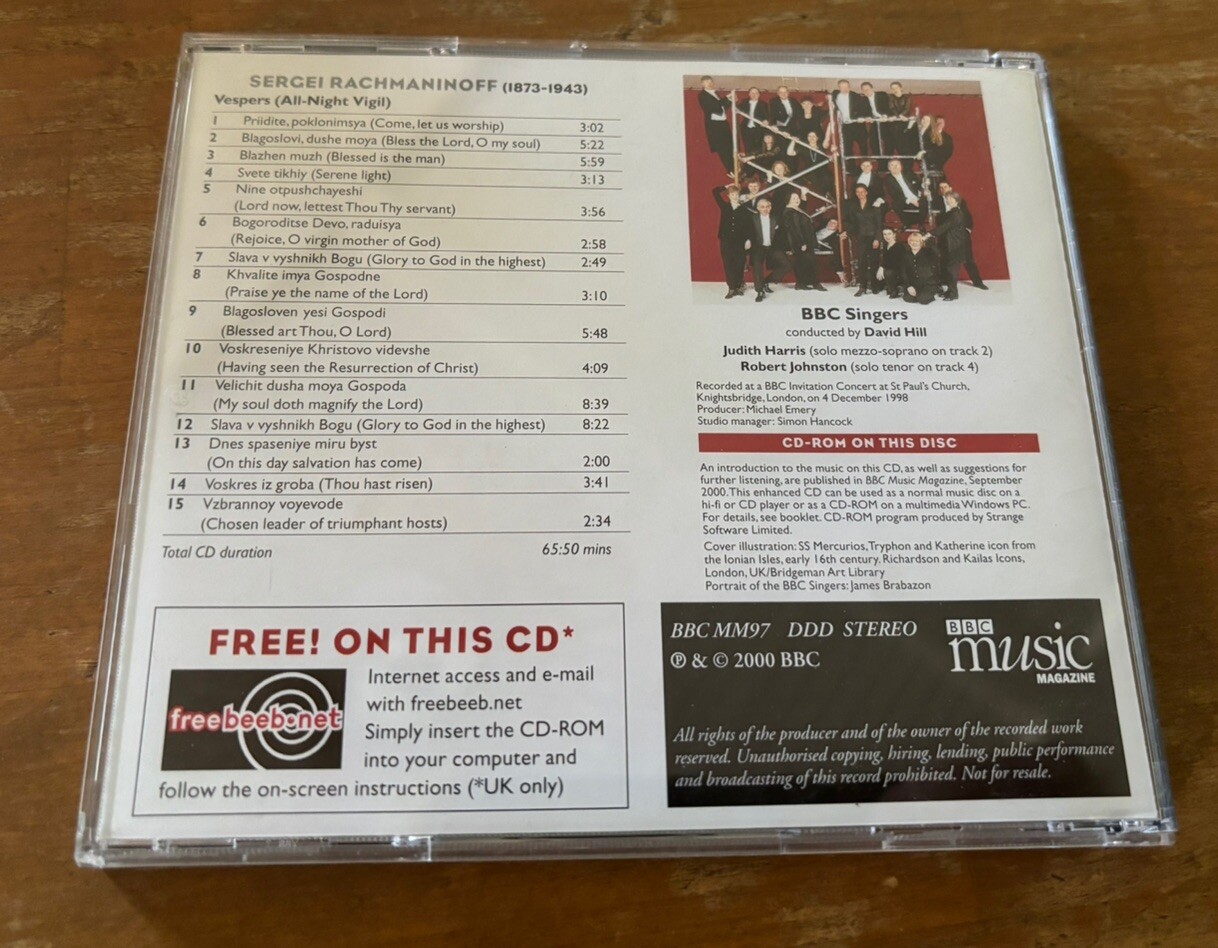 SERGEI RACHMANINOFF (1873-1943)
Vespers (All-Night Vigil)
1 Priidite, poklonimsya (Come, let us worship) 3:02
2 Blagoslovi, dushe moya (Bless the Lord, O my soul) 5:22
3 Blazhen muzh (Blessed is the man) 5:59
4 Svete tikhiy (Serene light) 3:13
5 Nine otpushchayeshi
(Lord now, lettest Thou Thy servant) 3:56
6 Bogoroditse Devo, raduisya
(Rejoice, O virgin mother of God) 2:58
7 Slava v vyshnikh Bogu (Glory to God in the highest) 2:49
8 Khvalite imya Gospodne
(Praise ye the name of the Lord) 3:10
9 Blagosloven yesi Gospodi
(Blessed art Thou, O Lord) 5:48
10 Voskreseniye Khristovo videvshe
(Having seen the Resurrection of Christ) 4:09
11 Velichit dusha moya Gospoda
(My soul doth magnify the Lord) 8:39
12 Slava v vyshnikh Bogu (Glory to God in the highest) 8:22
13 Dnes spaseniye miru byst
(On this day salvation has come) 2:00
14 Voskres iz groba (Thou hast risen) 3:41
15 Vzbrannoy voyevode
(Chosen leader of triumphant hosts) 2:34
Total CD duration 65:50 mins
FREE! ON THIS CD*
freebeeb.net
Internet access and e-mail
with freebeeb.net
Simply insert the CD-ROM
into your computer and
follow the on-screen instructions (*UK only)
BBC Singers
conducted by David Hill
Judith Harris (solo mezzo-soprano on track 2)
Robert Johnston (solo tenor on track 4)
Recorded at a BBC Invitation Concert at St Paul's Church,
Knightsbridge, London, on 4 December 1998
Producer: Michael Emery
Studio manager: Simon Hancock
CD-ROM ON THIS DISC
An introduction to the music on this CD, as well as suggestions for
further listening, are published in BBC Music Magazine, September
2000. This enhanced CD can be used as a normal music disc on a
hi-fi or CD player or as a CD-ROM on a multimedia Windows PC.
For details, see booklet. CD-ROM program produced by Strange
Software Limited.
Cover illustration: SS Mercurios, Tryphon and Katherine icon from
the Ionian Isles, early 16th century. Richardson and Kailas Icons,
London, UK/Bridgeman Art Library
Portrait of the BBC Singers: James Brabazon
BBC MM97 DDD STEREO
℗ & © 2000 BBC
BBC
music
MAGAZINE
All rights of the producer and of the owner of the recorded work
reserved. Unauthorised copying, hiring, lending, public performance
and broadcasting of this record prohibited. Not for resale.